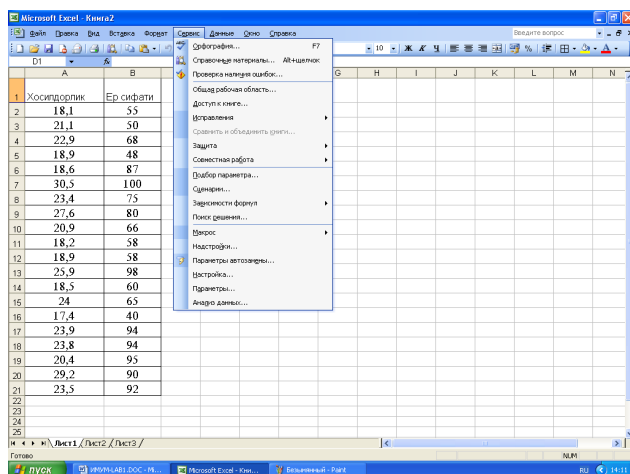 Microsoft Excel - Книга2
Файл Правка Вид Вставка Формат Сервис Данные Окно Справка
Введите вопрос
10 Ж К Ч
D1 fx
A B G H I J K L M N
1 Хосилдорлик Ер сифати
2 18,1 55
3 21,1 50
4 22,9 68
5 18,9 48
6 18,6 87
7 30,5 100
8 23,4 75
9 27,6 80
10 20,9 66
11 18,2 58
12 18,9 58
13 25,9 98
14 18,5 60
15 24 65
16 17,4 40
17 23,9 94
18 23,8 94
19 20,4 95
20 29,2 90
21 23,5 92
22
23
24
25
Орфография... F7
Справочные материалы... Alt+щелчок
Проверка наличия ошибок...
Общая рабочая область...
Доступ к книге...
Исправления
Сравнить и объединить книги...
Защита
Совместная работа
Подбор параметра...
Сценарии...
Зависимости формул
Поиск решения...
Макрос
Надстройки...
Параметры автозамены...
Настройка...
Параметры...
Анализ данных...
Лист1 Лист2 Лист3
Готово NUM
пуск ИМУМ-LAB1.DOC - Mi... Microsoft Excel - Кни... Безымянный - Paint RU 14:11